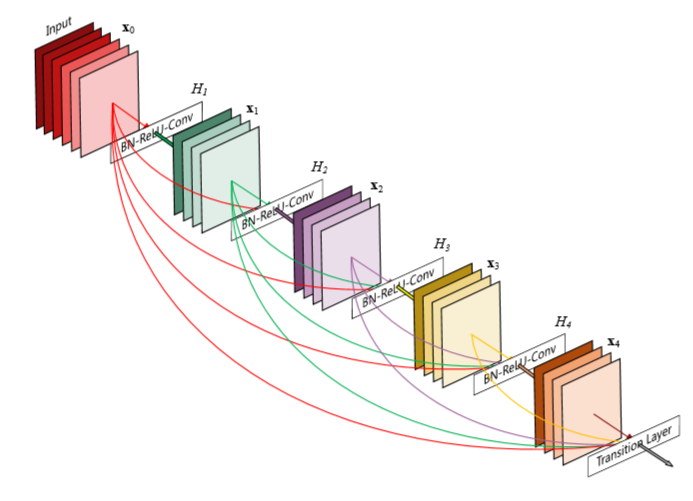 Input
x0
H1
BN-ReLU-Conv
x1
H2
BN-ReLU-Conv
x2
H3
BN-ReLU-Conv
x3
H4
BN-ReLU-Conv
x4
Transition Layer